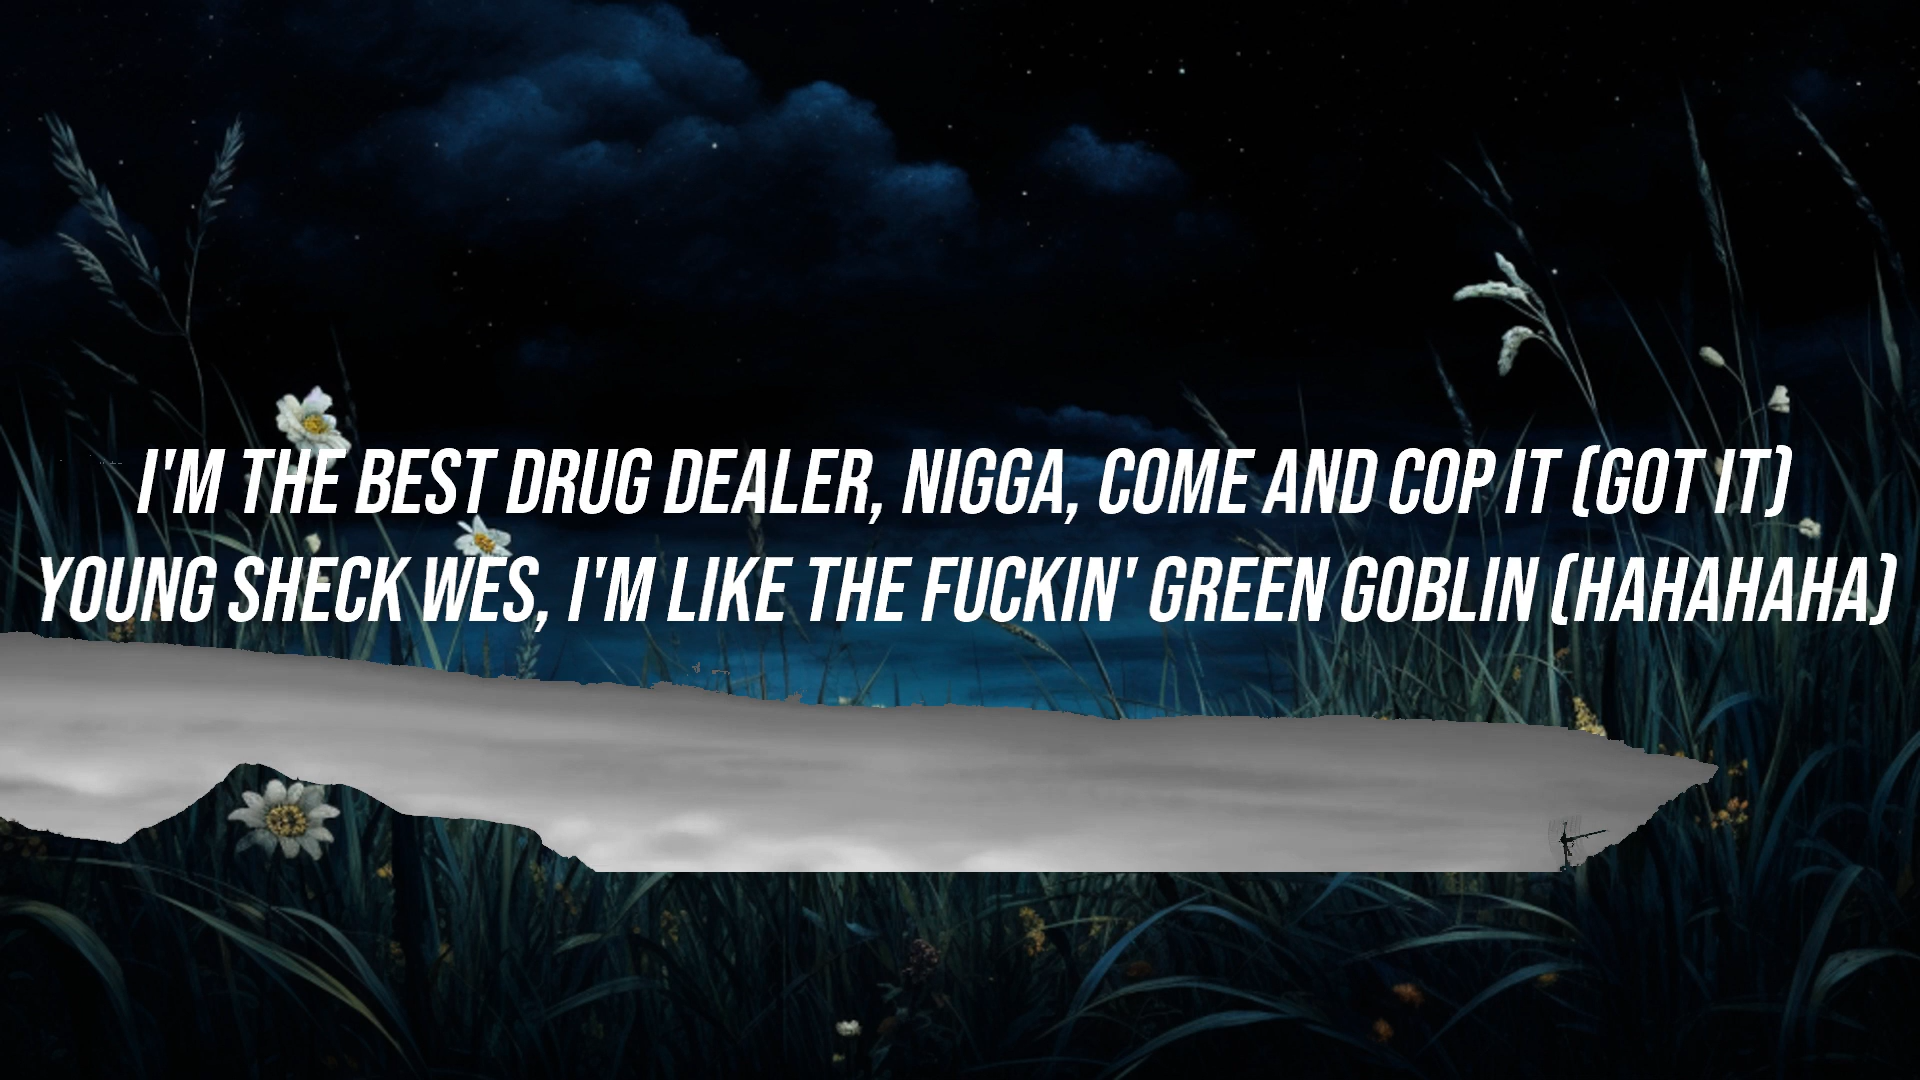 I'M THE BEST DRUG DEALER, NIGGA, COME AND COP IT (GOT IT)
YOUNG SHECK WES, I'M LIKE THE FUCKIN' GREEN GOBLIN (HAHAHAHA)